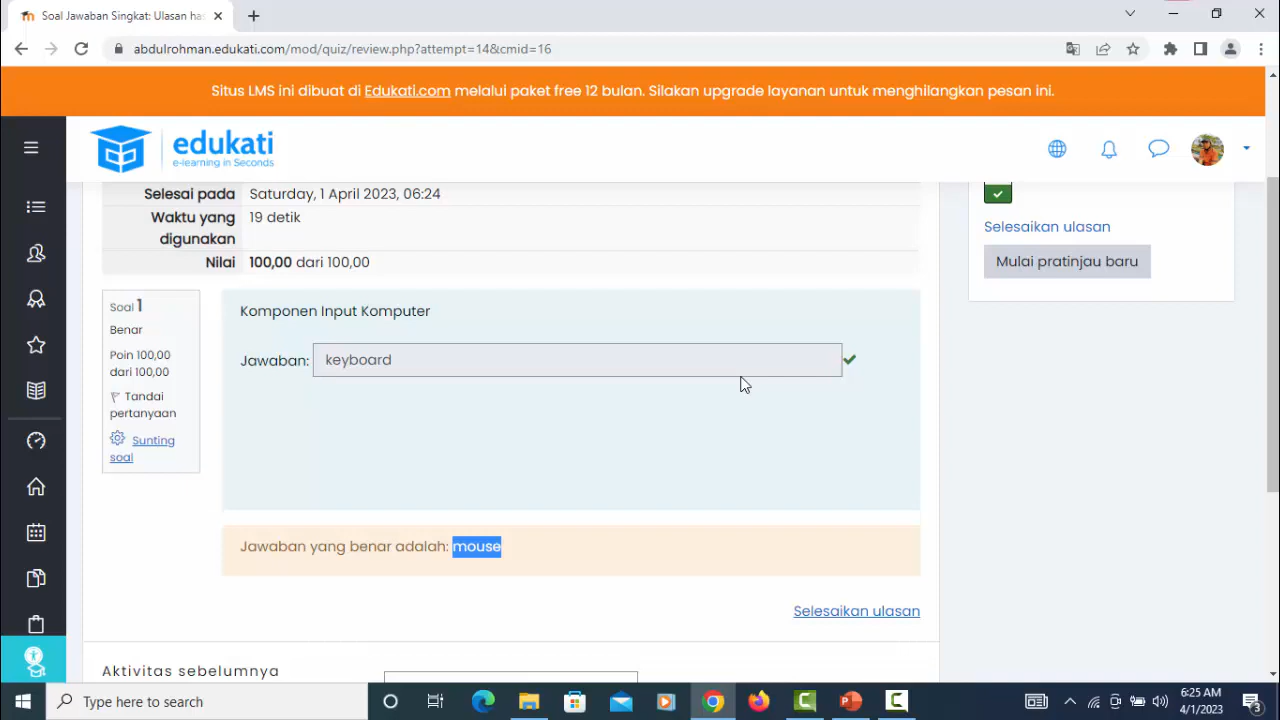 Soal Jawaban Singkat: Ulasan has
abdulrohman.edukati.com/mod/quiz/review.php?attempt=14&cmid=16
Situs LMS ini dibuat di Edukati.com melalui paket free 12 bulan. Silakan upgrade layanan untuk menghilangkan pesan ini.
edukati
e-learning in Seconds
Selesai pada Saturday, 1 April 2023, 06:24
Waktu yang digunakan 19 detik
Nilai 100,00 dari 100,00
Selesaikan ulasan
Mulai pratinjau baru
Soal 1
Benar
Poin 100,00
dari 100,00
Tandai
pertanyaan
Sunting
soal
Komponen Input Komputer
Jawaban: keyboard
Jawaban yang benar adalah: mouse
Selesaikan ulasan
Aktivitas sebelumnya
Type here to search
6:25 AM
4/1/2023
3